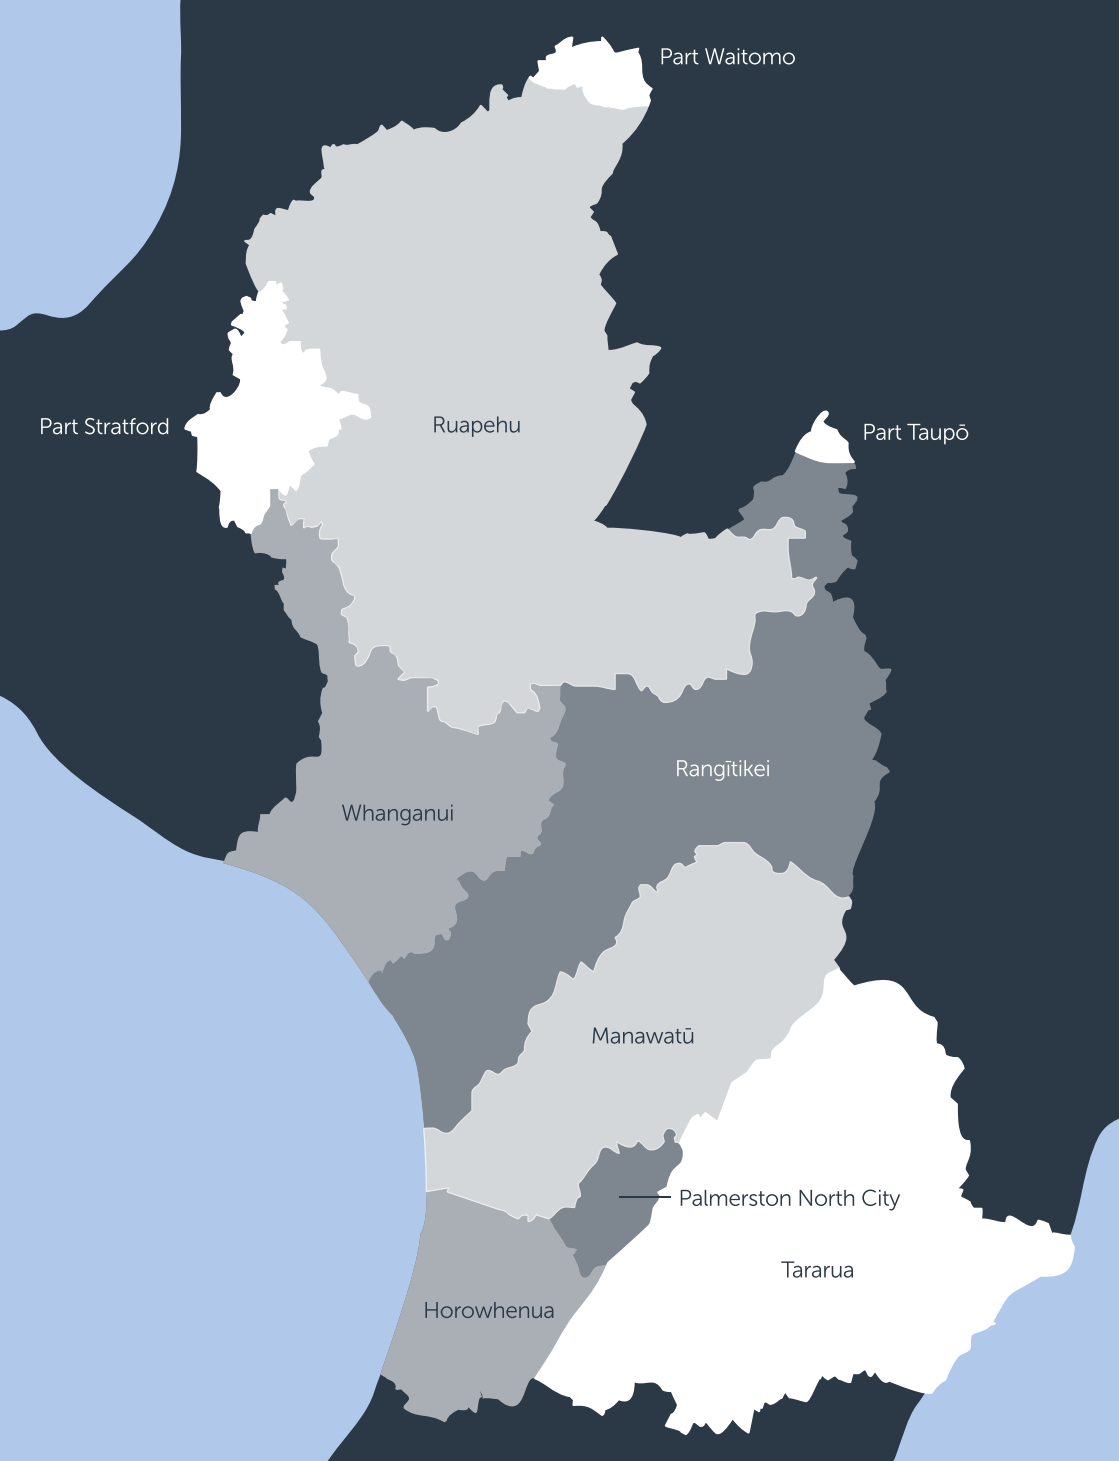 Part Waitomo
Part Stratford
Ruapehu
Part Taupō
Rangītikei
Whanganui
Manawatū
Palmerston North City
Tararua
Horowhenua